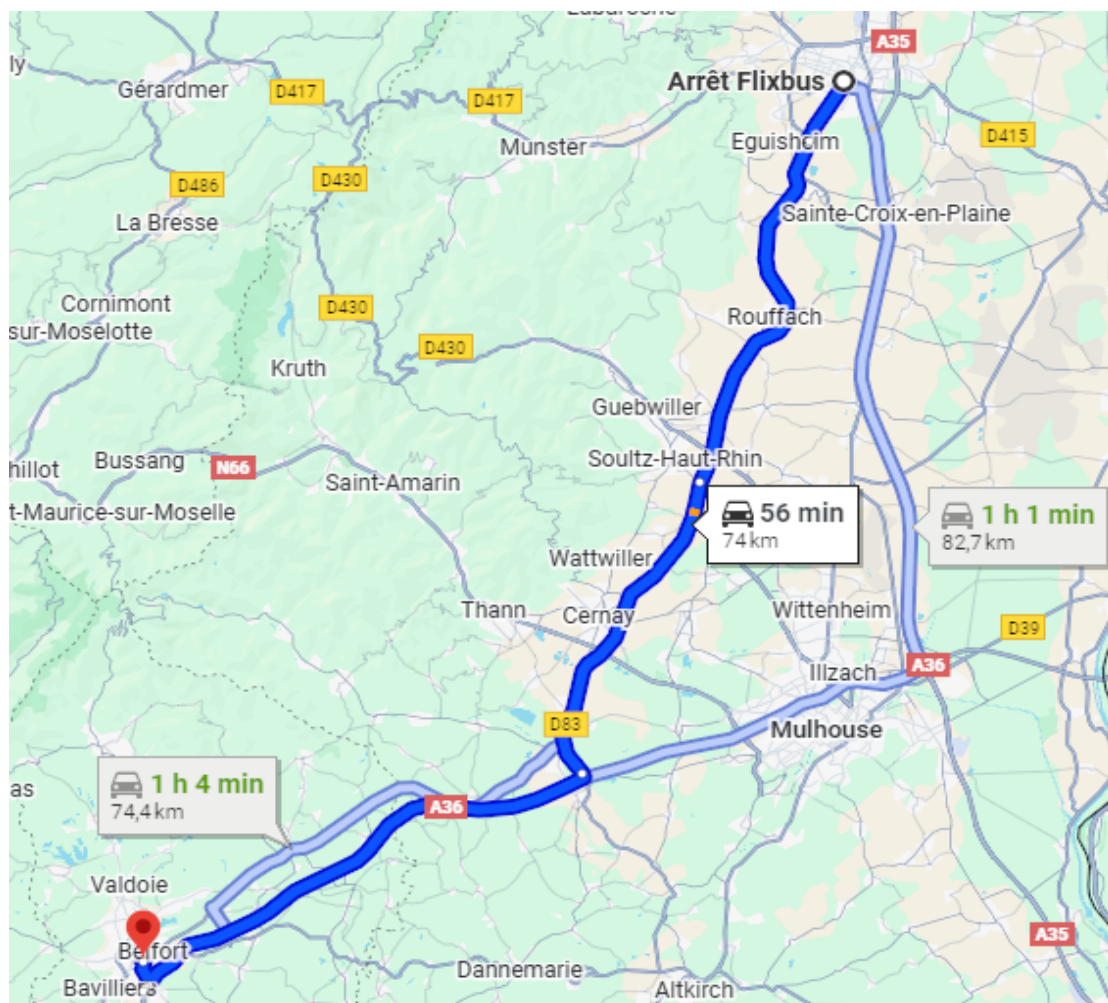 A35
ly
Gérardmer
D417
D417
Arrêt Flixbus
Munster
Eguisheim
D415
D486
D430
La Bresse
Sainte-Croix-en-Plaine
Cornimont
sur-Moselotte
D430
Rouffach
D430
Kruth
Guebwiller
hillot
Bussang
N66
Saint-Amarin
Soultz-Haut-Rhin
t-Maurice-sur-Moselle
56 min
74 km
1 h 1 min
82,7 km
Wattwiller
Thann
Cernay
Wittenheim
D39
Illzach
A36
D83
Mulhouse
1 h 4 min
74,4 km
as
A36
Valdoie
Belfort
A35
Bavilliers
Dannemarie
Altkirch